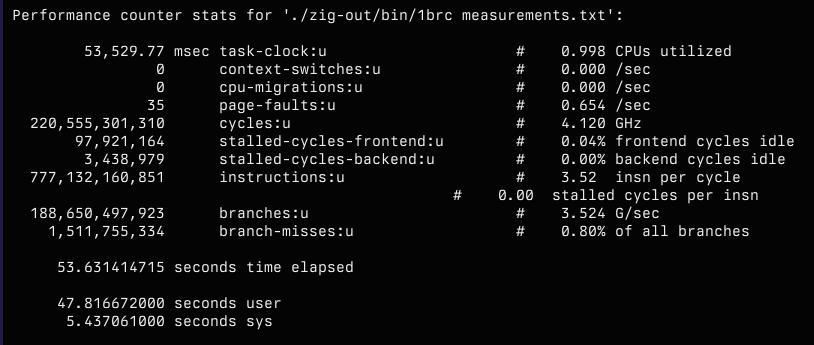 Performance counter stats for './zig-out/bin/1brc measurements.txt':
53,529.77 msec task-clock:u # 0.998 CPUs utilized
0 context-switches:u # 0.000 /sec
0 cpu-migrations:u # 0.000 /sec
35 page-faults:u # 0.654 /sec
220,555,301,310 cycles:u # 4.120 GHz
97,921,164 stalled-cycles-frontend:u # 0.04% frontend cycles idle
3,438,979 stalled-cycles-backend:u # 0.00% backend cycles idle
777,132,160,851 instructions:u # 3.52 insn per cycle
# 0.00 stalled cycles per insn
188,650,497,923 branches:u # 3.524 G/sec
1,511,755,334 branch-misses:u # 0.80% of all branches
53.631414715 seconds time elapsed
47.816672000 seconds user
5.437061000 seconds sys